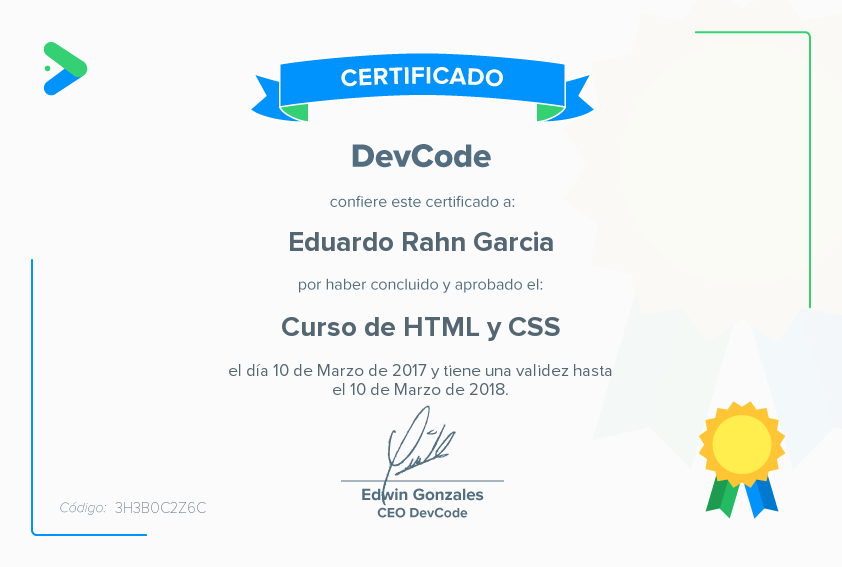 CERTIFICADO
DevCode
confiere este certificado a:
Eduardo Rahn Garcia
por haber concluido y aprobado el:
Curso de HTML y CSS
el día 10 de Marzo de 2017 y tiene una validez hasta
el 10 de Marzo de 2018.
Edwin Gonzales
CEO DevCode
Código: 3H3B0C2Z6C